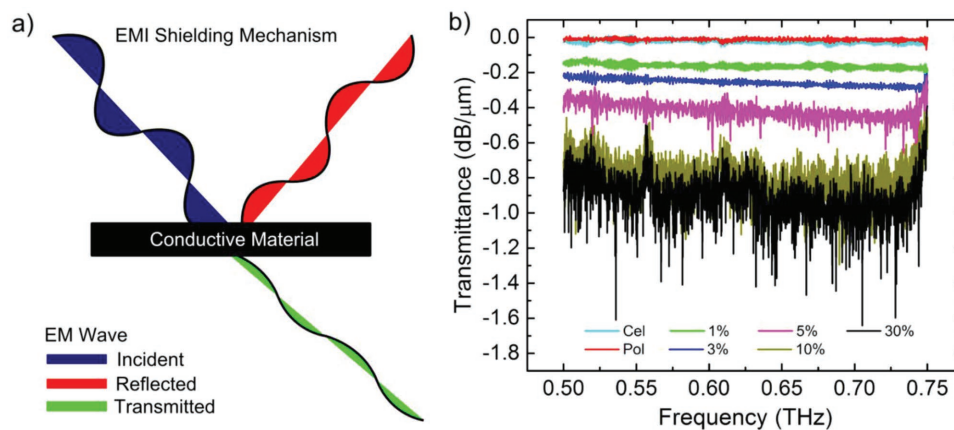 a)
EMI Shielding Mechanism
Conductive Material
EM Wave
Incident
Reflected
Transmitted
b)
Transmittance (dB/μm)
0.0
-0.2
-0.4
-0.6
-0.8
-1.0
-1.2
-1.4
-1.6
-1.8
Cel 1% 5% 30%
Pol 3% 10%
0.50 0.55 0.60 0.65 0.70 0.75
Frequency (THz)